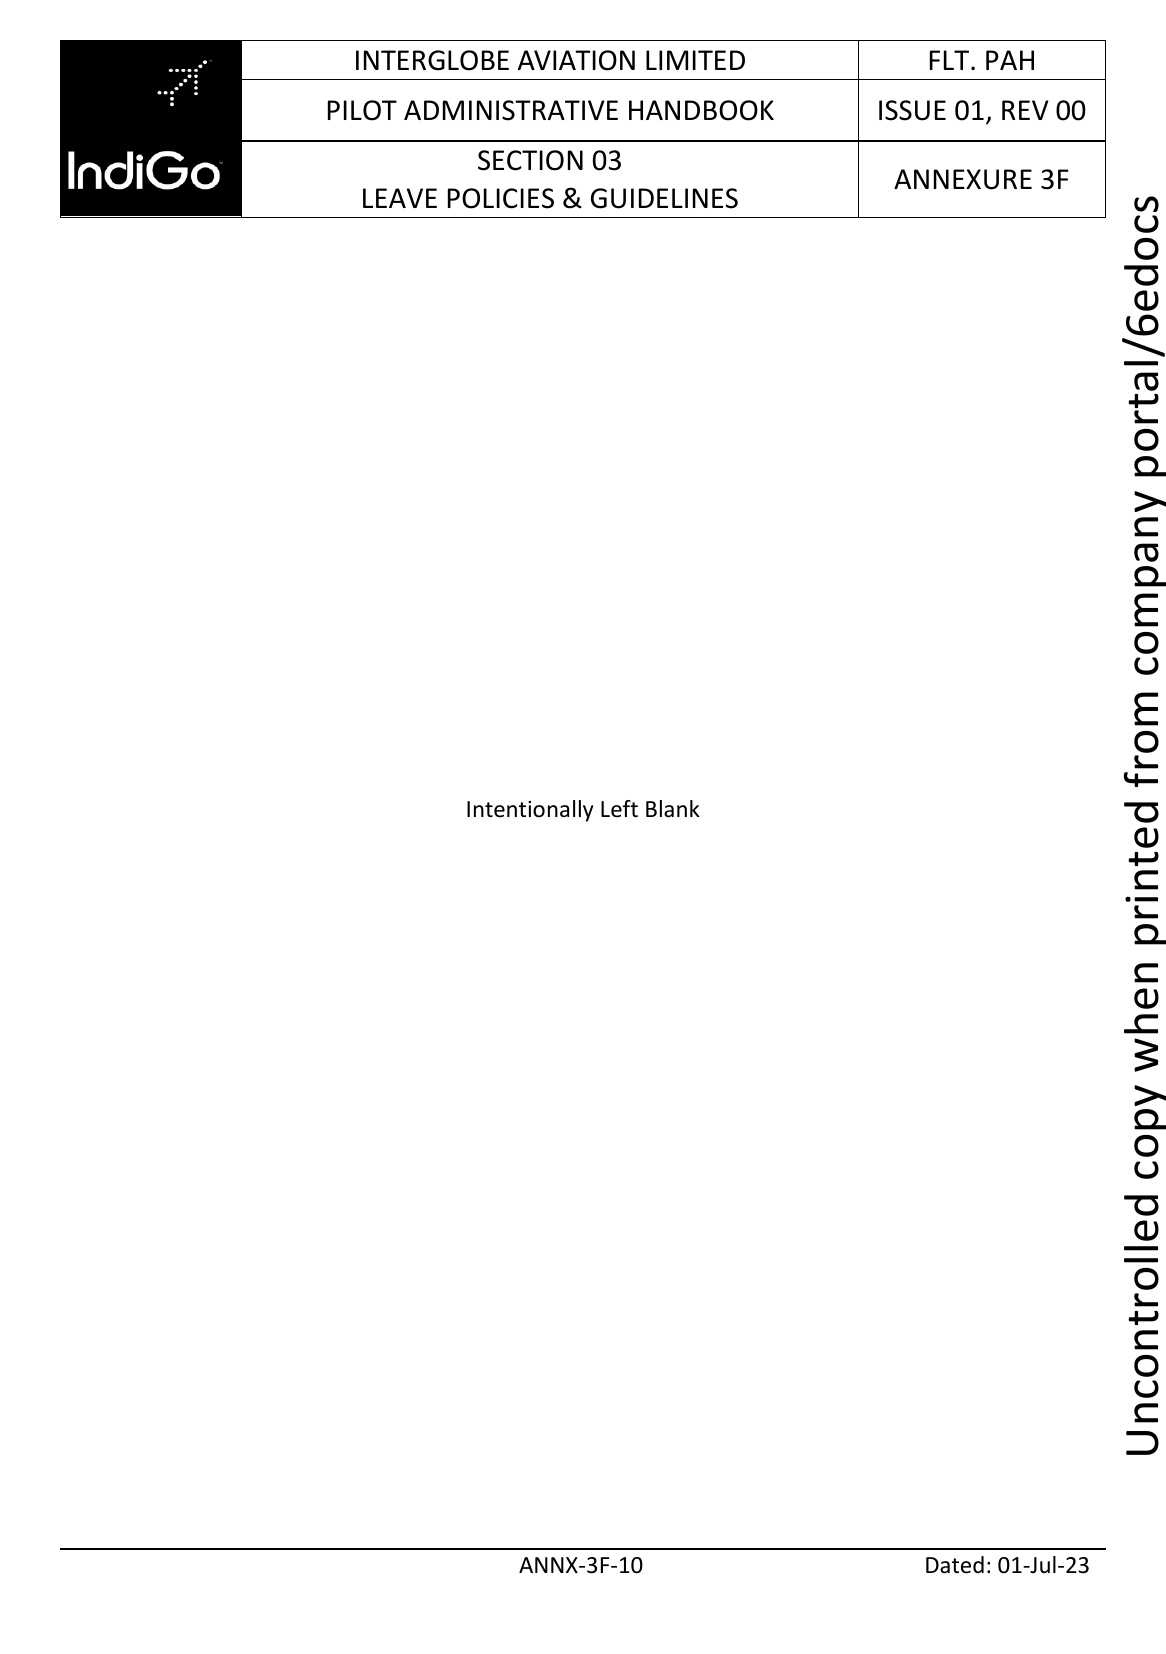 INTERGLOBE AVIATION LIMITED
FLT. PAH
PILOT ADMINISTRATIVE HANDBOOK
ISSUE 01, REV 00
IndiGo
SECTION 03
LEAVE POLICIES & GUIDELINES
ANNEXURE 3F
Intentionally Left Blank
Uncontrolled copy when printed from company portal/6edocs
ANNX-3F-10
Dated: 01-Jul-23